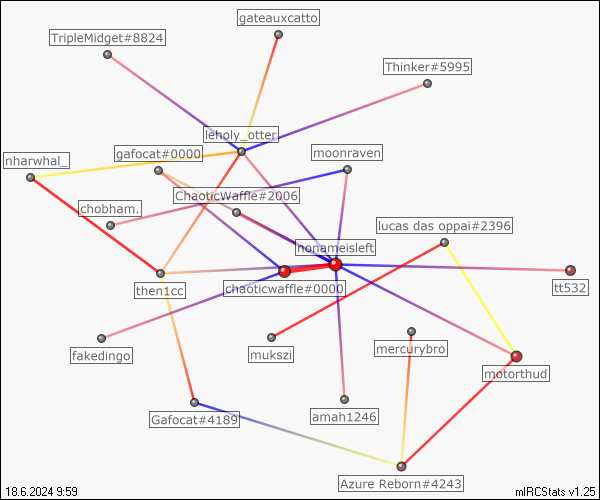 gateauxcatto
TripleMidget#8824
Thinker#5995
leholy_otter
gafocat#0000
moonraven
nharwhal_
ChaoticWaffle#2006
chobham.
lucas das oppai#2396
nonameisleft
chaoticwaffle#0000
then1cc
tt532
fakedingo
mukszi
mercurybro
motorthud
Gafocat#4189
amah1246
Azure Reborn#4243
18.6.2024 9:59
mIRCStats v1.25